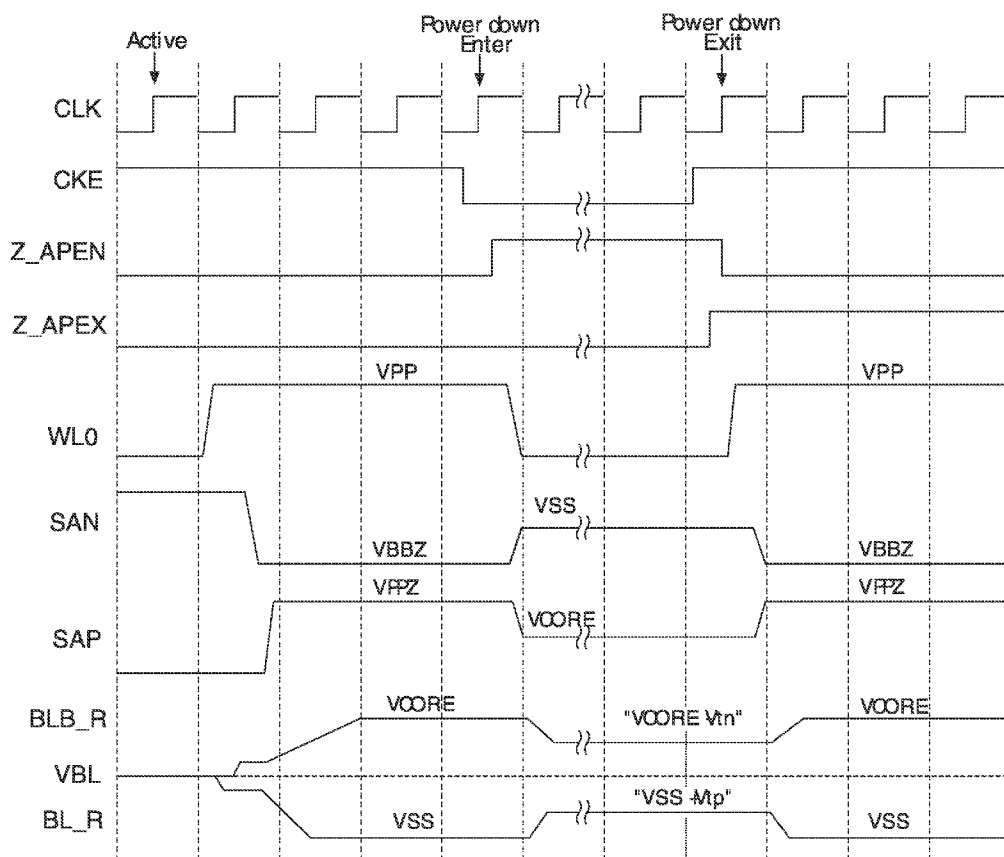 Active
Power down
Enter
Power down
Exit
CLK
CKE
Z_APEN
Z_APEX
VPP
VPP
WL0
VSS
SAN
VBBZ
VBBZ
VPPZ
VPPZ
VCORE
SAP
VCORE
"VCORE Vtn"
VCORE
BLB_R
VBL
"VSS -Vtp"
BL_R
VSS
VSS